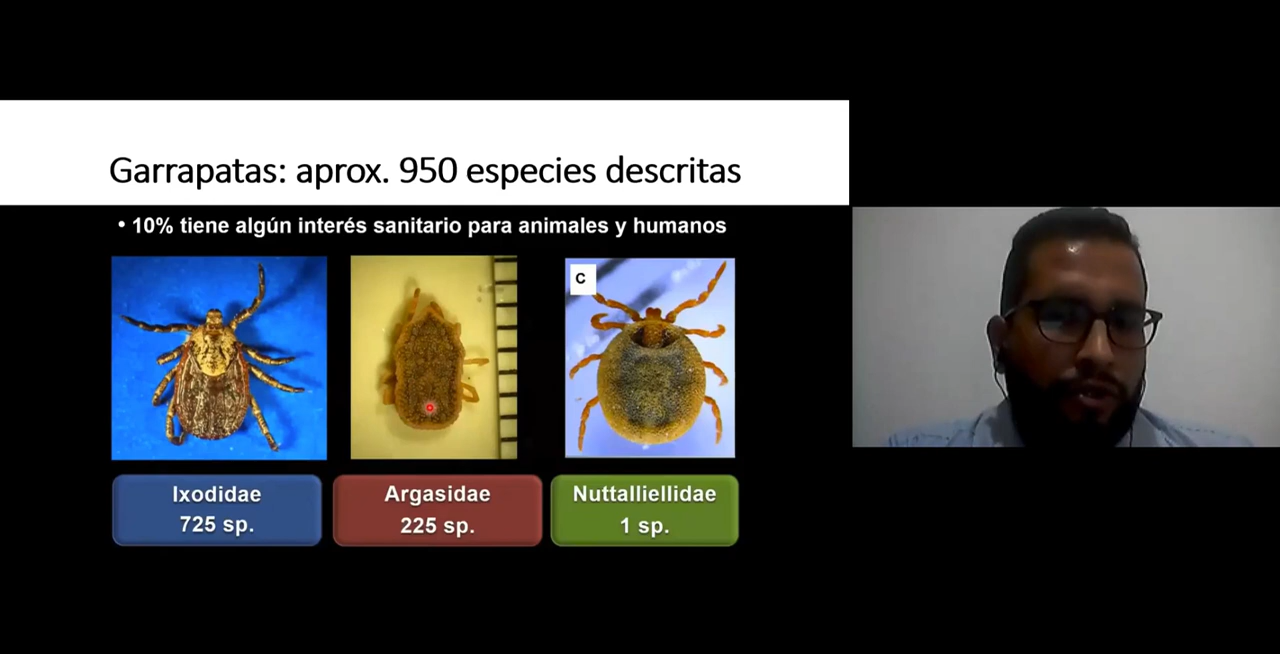 Garrapatas: aprox. 950 especies descritas
• 10% tiene algún interés sanitario para animales y humanos
C
Ixodidae
725 sp.
Argasidae
225 sp.
Nuttalliellidae
1 sp.